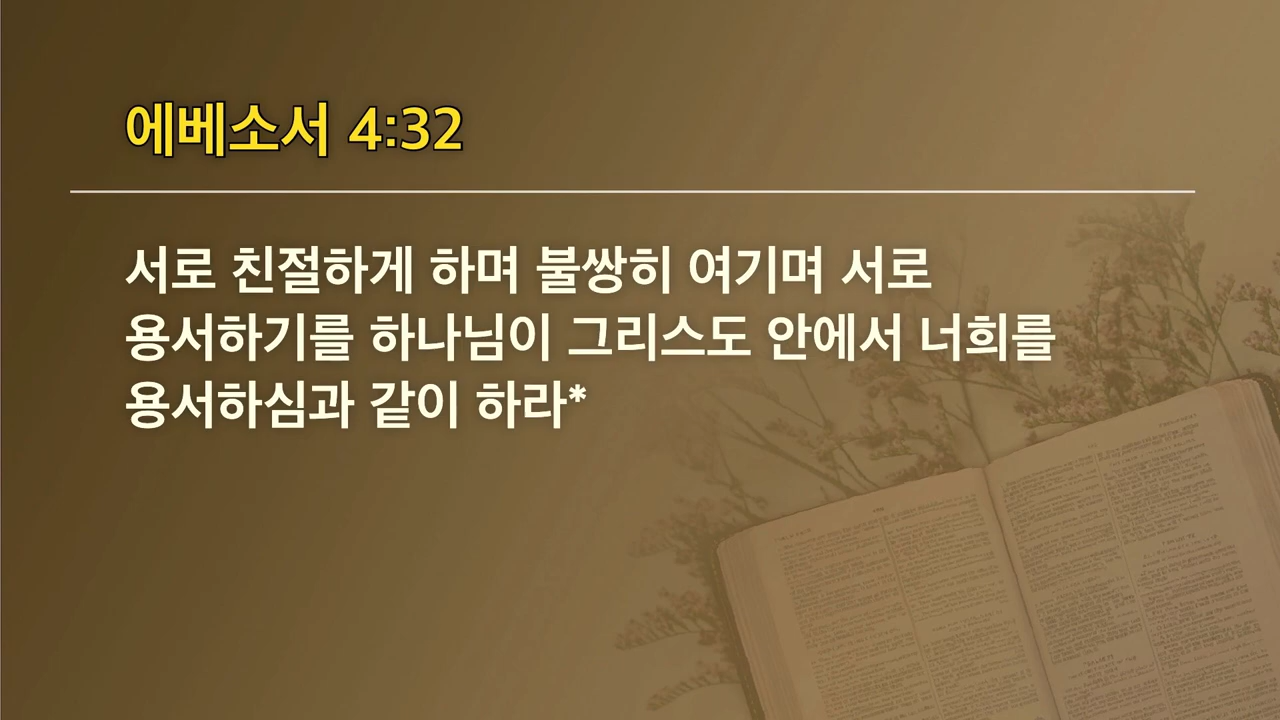 에베소서 4:32
서로 친절하게 하며 불쌍히 여기며 서로
용서하기를 하나님이 그리스도 안에서 너희를
용서하심과 같이 하라*